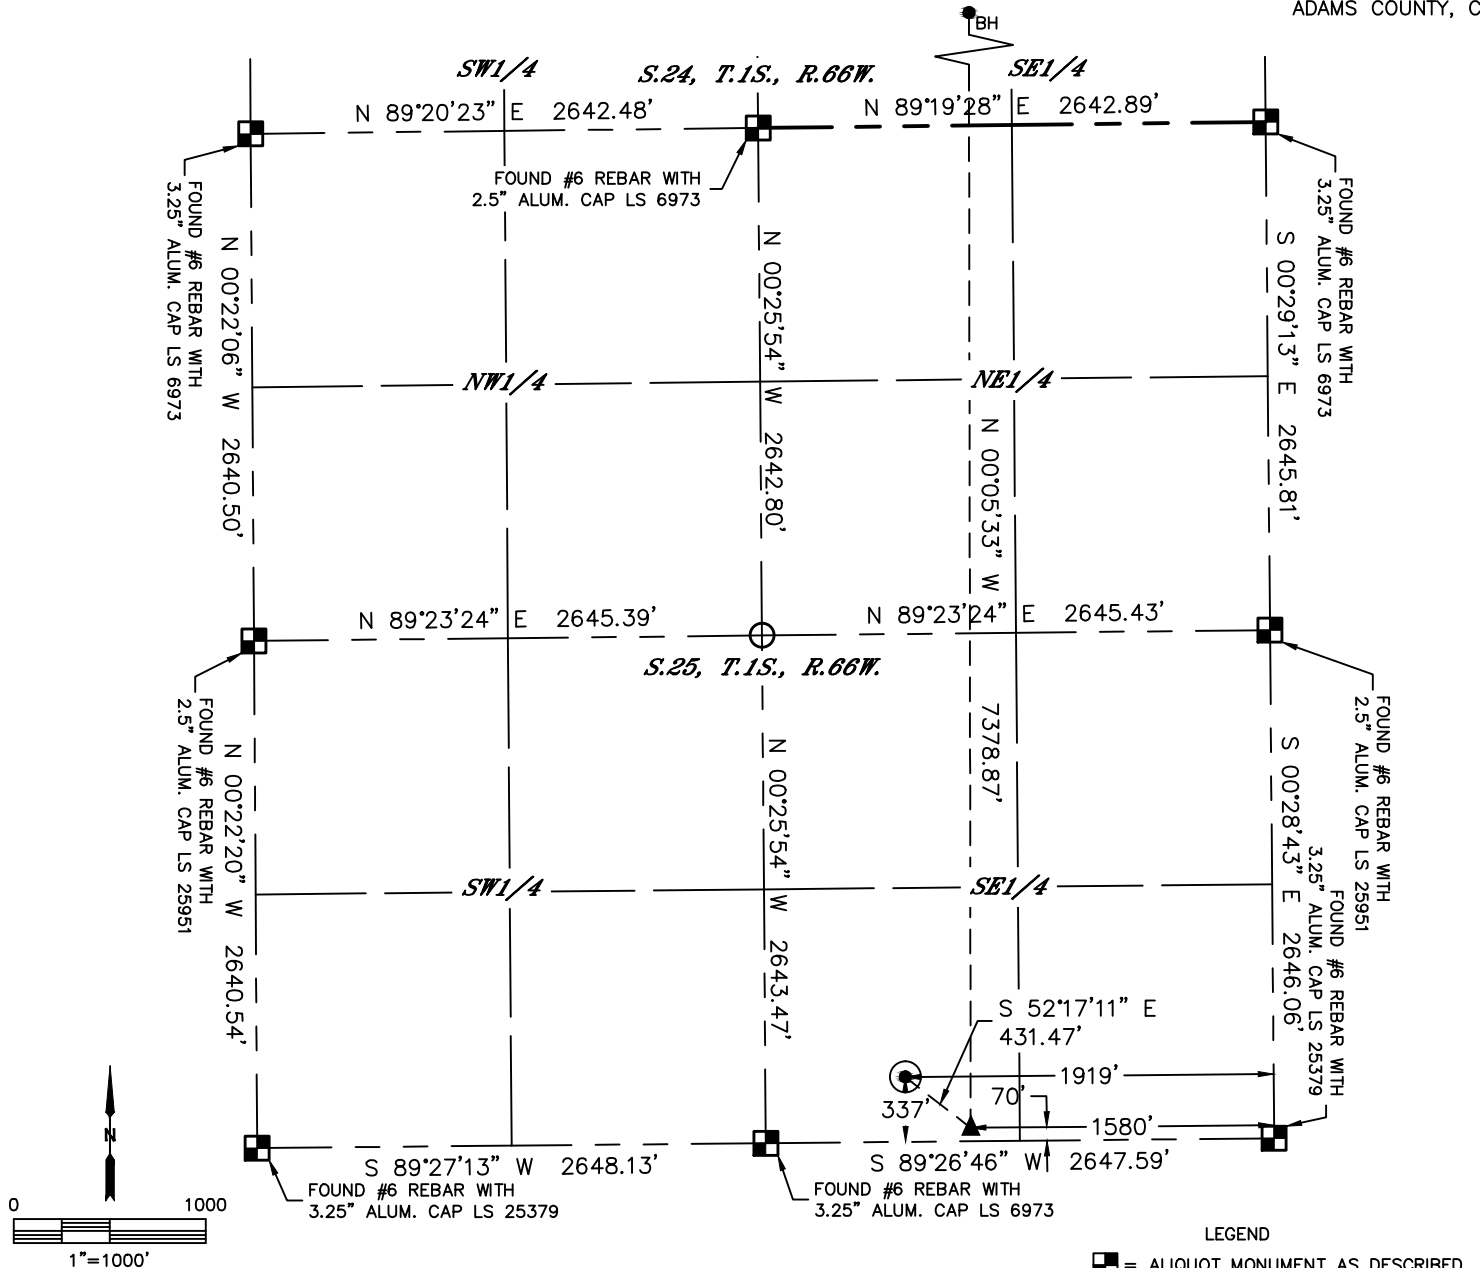 ADAMS COUNTY, C
BH
SW1/4
S.24, T.1S., R.66W.
SE1/4
N 89°20'23" E 2642.48'
N 89°19'28" E 2642.89'
FOUND #6 REBAR WITH
3.25" ALUM. CAP LS 6973
FOUND #6 REBAR WITH
2.5" ALUM. CAP LS 6973
FOUND #6 REBAR WITH
3.25" ALUM. CAP LS 6973
N 00°22'06" W 2640.50'
N 00°25'54" W 2642.80'
S 00°29'13" E 2645.81'
NW1/4
NE1/4
N 00°05'33" W 7378.87'
N 89°23'24" E 2645.39'
N 89°23'24" E 2645.43'
S.25, T.1S., R.66W.
FOUND #6 REBAR WITH
2.5" ALUM. CAP LS 25951
FOUND #6 REBAR WITH
2.5" ALUM. CAP LS 25951
N 00°22'20" W 2640.54'
N 00°25'54" W 2643.47'
S 00°28'43" E 2646.06'
SW1/4
SE1/4
FOUND #6 REBAR WITH
3.25" ALUM. CAP LS 25379
S 52°17'11" E
431.47'
1919'
337'
70'
1580'
N
S 89°27'13" W 2648.13'
S 89°26'46" W 2647.59'
FOUND #6 REBAR WITH
3.25" ALUM. CAP LS 25379
FOUND #6 REBAR WITH
3.25" ALUM. CAP LS 6973
0 1000
1"=1000'
LEGEND
= ALIQUOT MONUMENT AS DESCRIBED